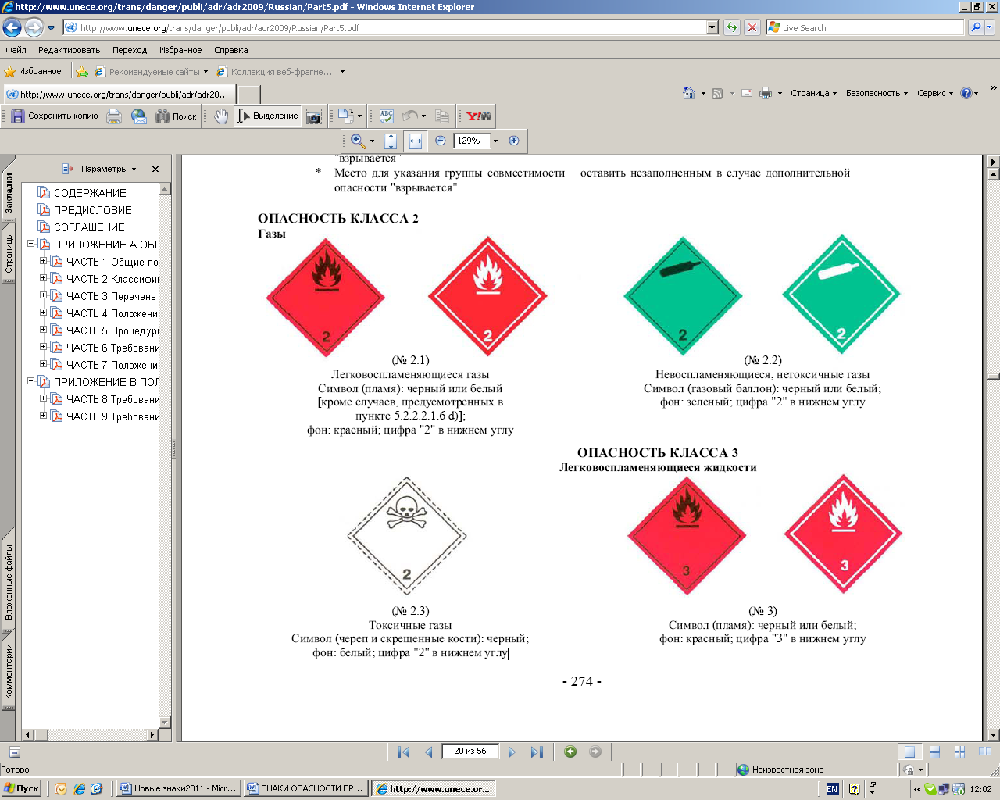 http://www.unece.org/trans/danger/publi/adr/adr2009/Russian/Part5.pdf - Windows Internet Explorer
http://www.unece.org/trans/danger/publi/adr/adr2009/Russian/Part5.pdf
Live Search
Файл Редактировать Переход Избранное Справка
Избранное Рекомендуемые сайты Коллекция веб-фрагме...
http://www.unece.org/trans/danger/publi/adr/adr20...
Страница Безопасность Сервис »
Сохранить копию Поиск Выделение
129%
Параметры
Закладки
Страницы
Вложенные файлы
Комментарии
СОДЕРЖАНИЕ
ПРЕДИСЛОВИЕ
СОГЛАШЕНИЕ
ПРИЛОЖЕНИЕ А ОБЩ
ЧАСТЬ 1 Общие по
ЧАСТЬ 2 Классифи
ЧАСТЬ 3 Перечень
ЧАСТЬ 4 Положени
ЧАСТЬ 5 Процедур
ЧАСТЬ 6 Требовани
ЧАСТЬ 7 Положени
ПРИЛОЖЕНИЕ В ПОЛ
ЧАСТЬ 8 Требовани
ЧАСТЬ 9 Требовани
"взрывается"
* Место для указания группы совместимости – оставить незаполненным в случае дополнительной
опасности "взрывается"
ОПАСНОСТЬ КЛАССА 2
Газы
2
2
2
2
(№ 2.1)
Легковоспламеняющиеся газы
Символ (пламя): черный или белый
[кроме случаев, предусмотренных в
пункте 5.2.2.2.1.6 d)];
фон: красный; цифра "2" в нижнем углу
(№ 2.2)
Невоспламеняющиеся, нетоксичные газы
Символ (газовый баллон): черный или белый;
фон: зеленый; цифра "2" в нижнем углу
ОПАСНОСТЬ КЛАССА 3
Легковоспламеняющиеся жидкости
2
3
3
(№ 2.3)
Токсичные газы
Символ (череп и скрещенные кости): черный;
фон: белый; цифра "2" в нижнем углу
(№ 3)
Символ (пламя): черный или белый;
фон: красный; цифра "3" в нижнем углу
- 274 -
20 из 56
Готово
Неизвестная зона
Пуск Новые знаки2011 - Micr... ЗНАКИ ОПАСНОСТИ ПР... http://www.unece.or... EN « 12:02